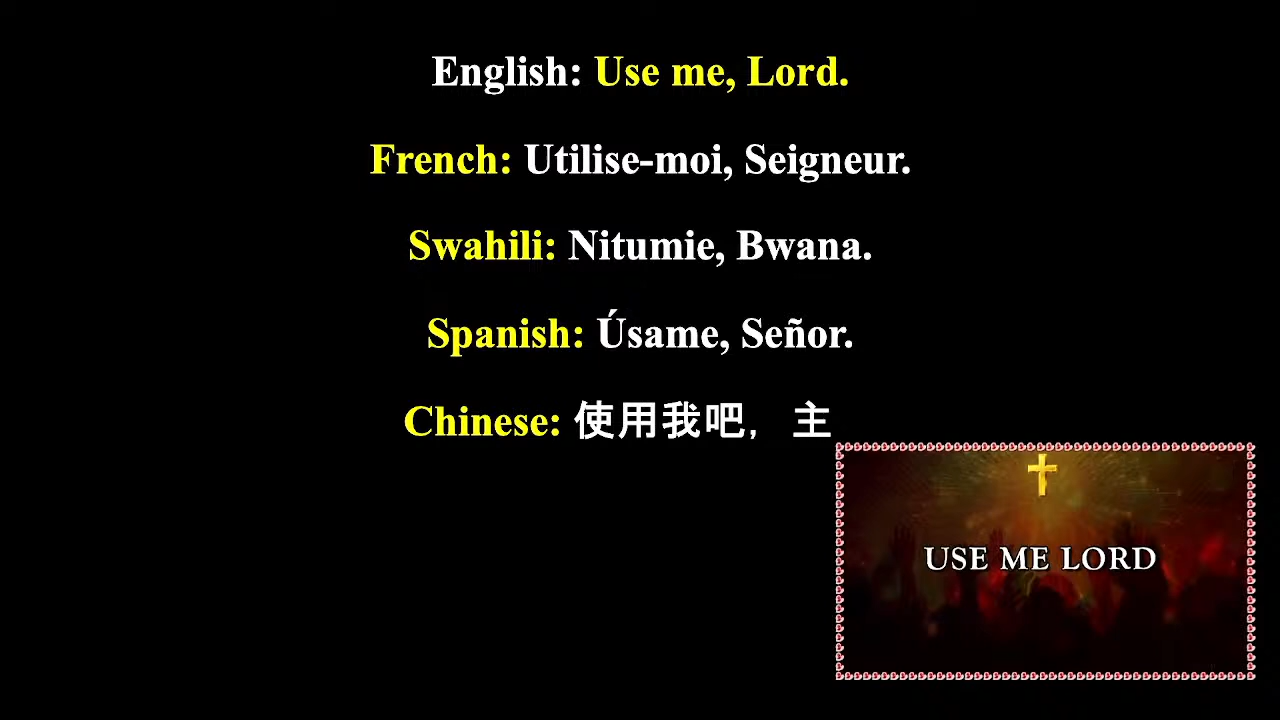 English: Use me, Lord.
French: Utilise-moi, Seigneur.
Swahili: Nitumie, Bwana.
Spanish: Úsame, Señor.
Chinese: 使用我吧, 主
USE ME LORD